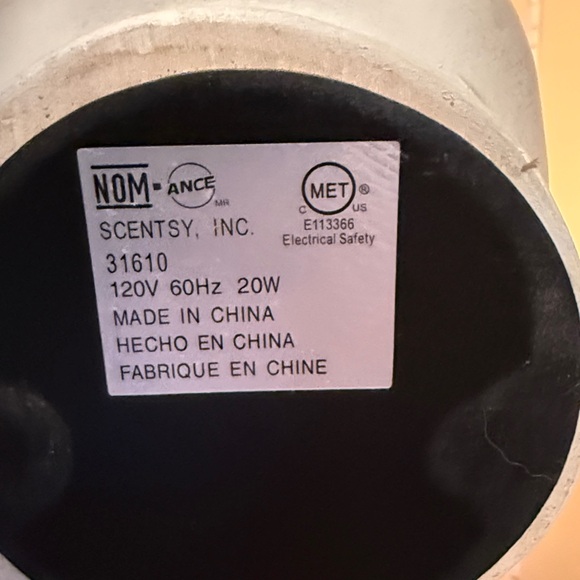 NOM-ANCE MR
MET® C US
E113366
Electrical Safety
SCENTSY, INC.
31610
120V 60Hz 20W
MADE IN CHINA
HECHO EN CHINA
FABRIQUE EN CHINE